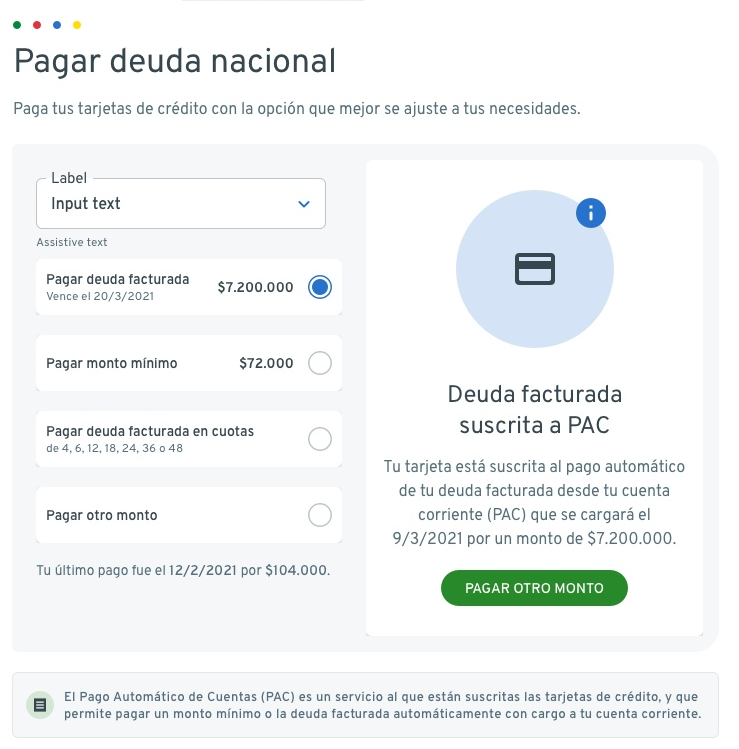 Pagar deuda nacional
Paga tus tarjetas de crédito con la opción que mejor se ajuste a tus necesidades.
Label
Input text
Assistive text
Pagar deuda facturada
Vence el 20/3/2021
$7.200.000
Pagar monto mínimo
$72.000
Pagar deuda facturada en cuotas
de 4, 6, 12, 18, 24, 36 o 48
Pagar otro monto
Tu último pago fue el 12/2/2021 por $104.000.
Deuda facturada
suscrita a PAC
Tu tarjeta está suscrita al pago automático
de tu deuda facturada desde tu cuenta
corriente (PAC) que se cargará el
9/3/2021 por un monto de $7.200.000.
PAGAR OTRO MONTO
El Pago Automático de Cuentas (PAC) es un servicio al que están suscritas las tarjetas de crédito, y que
permite pagar un monto mínimo o la deuda facturada automáticamente con cargo a tu cuenta corriente.